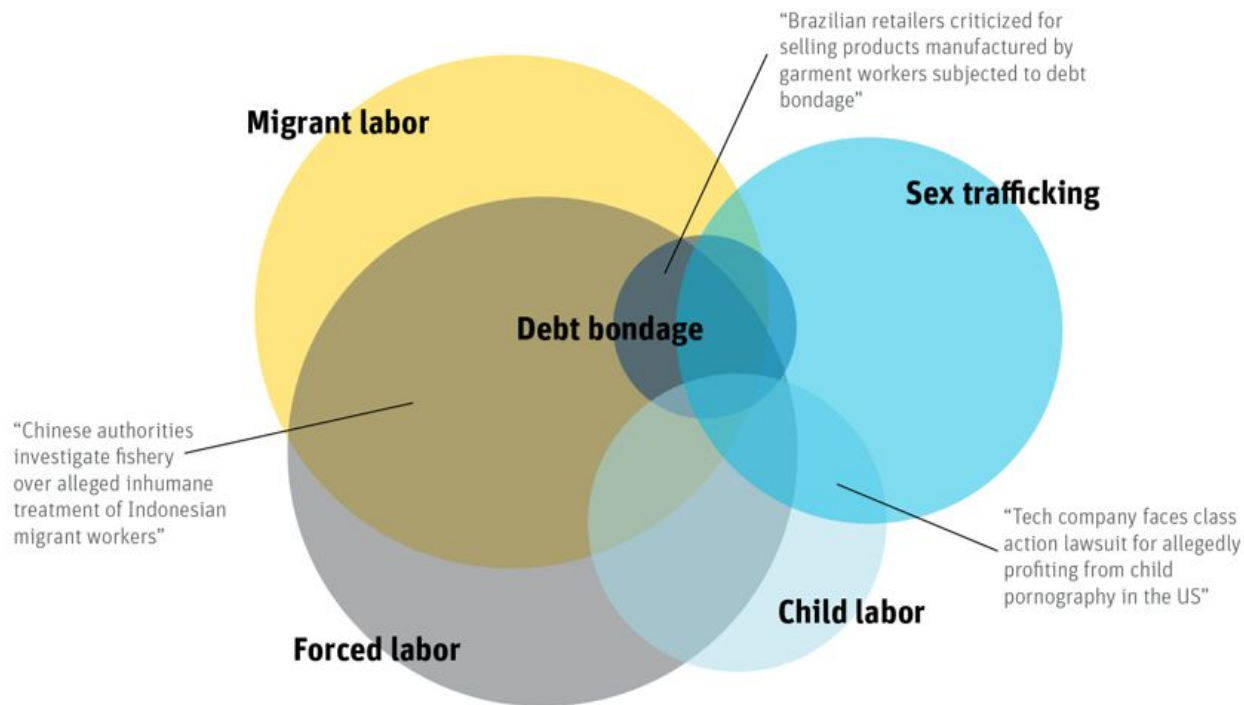 “Brazilian retailers criticized for
selling products manufactured by
garment workers subjected to debt
bondage”
Migrant labor
Sex trafficking
Debt bondage
“Chinese authorities
investigate fishery
over alleged inhumane
treatment of Indonesian
migrant workers”
“Tech company faces class
action lawsuit for allegedly
profiting from child
pornography in the US”
Child labor
Forced labor